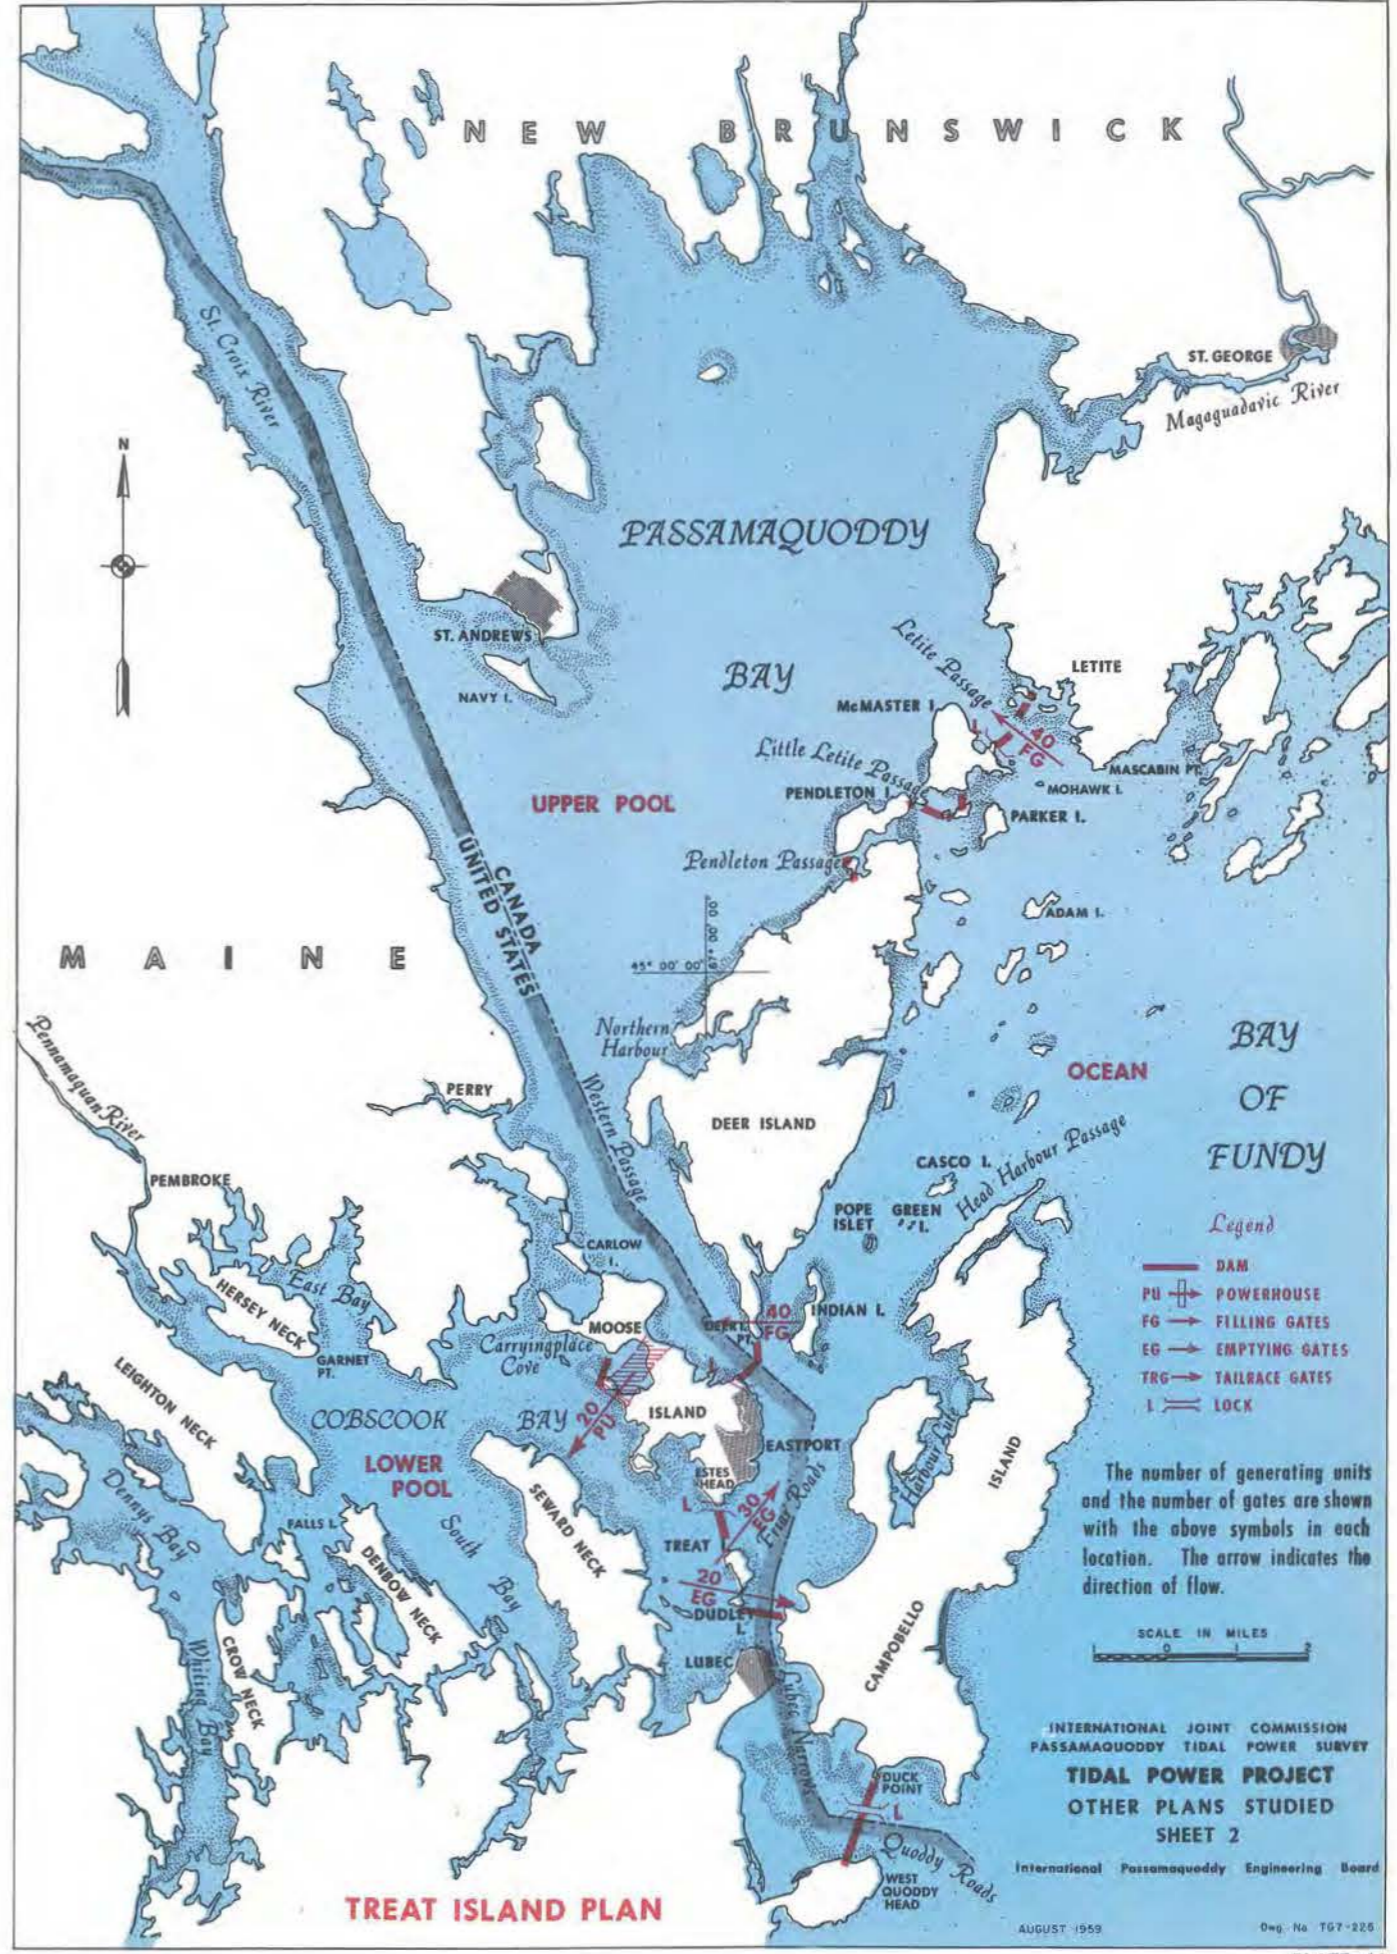 NEW BRUNSWICK
St. Croix River
ST. GEORGE
Magaguadavic River
N
PASSAMAQUODDY
BAY
ST. ANDREWS
NAVY I.
Letite Passage
LETITE
McMASTER I.
L
40
FG
Little Letite Passage
MASCABIN PT.
MOHAWK I.
PENDLETON I.
PARKER I.
UPPER POOL
Pendleton Passage
CANADA
UNITED STATES
ADAM I.
MAINE
45° 00' 00"
67° 00' 00"
Northern
Harbour
Pennamaquan River
BAY
OF
FUNDY
OCEAN
PERRY
Western Passage
DEER ISLAND
Head Harbour Passage
CASCO I.
PEMBROKE
POPE
ISLET
GREEN
I.
CARLOW
I.
HERSEY NECK
East Bay
INDIAN I.
40
FG
DEER I.
PT.
MOOSE
Carryingplace
Cove
GARNET
PT.
L
LEIGHTON NECK
COBSCOOK
BAY
20
PU
ISLAND
LOWER
POOL
EASTPORT
Harbour Lute
ISLAND
ESTES
HEAD
L
30
EG
Friar Roads
Dennys Bay
FALLS I.
South
Bay
SEWARD NECK
TREAT I.
DENBOW NECK
20
EG
DUDLEY
I.
CROW NECK
Whiting Bay
LUBEC
CAMPOBELLO
Lubec Narrows
DUCK
POINT
L
Quoddy Roads
WEST
QUODDY
HEAD
Legend
DAM
PU POWERHOUSE
FG FILLING GATES
EG EMPTYING GATES
TRG TAILRACE GATES
L LOCK
The number of generating units
and the number of gates are shown
with the above symbols in each
location. The arrow indicates the
direction of flow.
SCALE IN MILES
1 0 1 2
INTERNATIONAL JOINT COMMISSION
PASSAMAQUODDY TIDAL POWER SURVEY
TIDAL POWER PROJECT
OTHER PLANS STUDIED
SHEET 2
International Passamaquoddy Engineering Board
TREAT ISLAND PLAN
AUGUST 1959
Dwg. No. TG7-226